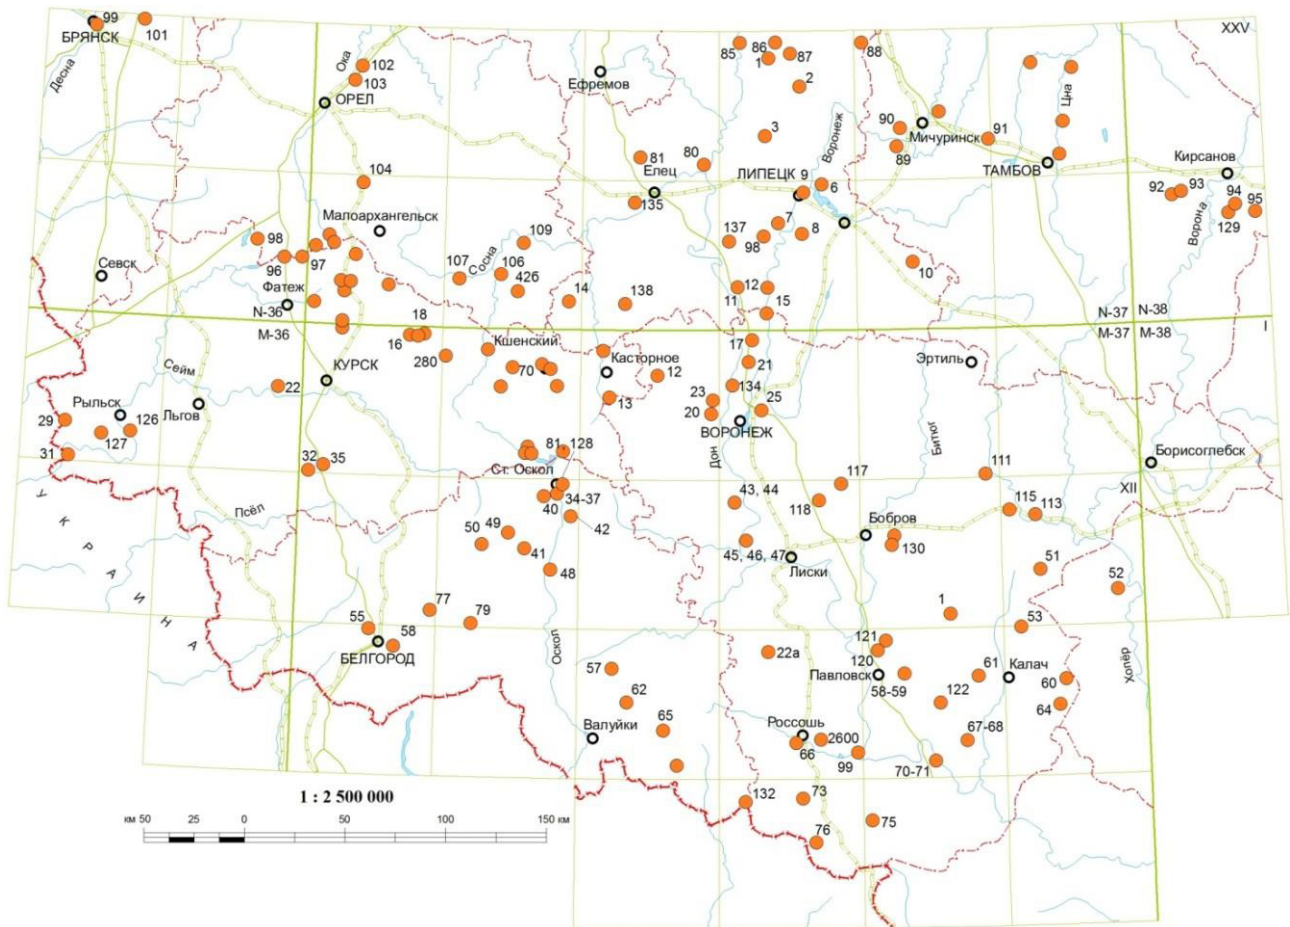 99
101
БРЯНСК
XXV
85
86
1
87
88
102
Ока
103
Десна
ОРЕЛ
Ефремов
2
Цна
3
Воронеж
90
Мичуринск
91
89
ТАМБОВ
Кирсанов
81
80
Елец
ЛИПЕЦК
9
6
104
92
93
94
95
129
Ворона
135
Малоархангельск
137
7
8
98
98
109
Сосна
10
96
97
107
106
Севск
426
Фатеж
14
138
11
12
15
N-36
М-36
N-37
N-38
М-37
М-38
I
18
16
Кшенский
17
280
Касторное
21
Эртиль
КУРСК
70
12
Сейм
22
134
23
13
25
20
ВОРОНЕЖ
Рыльск
Льгов
29
126
127
31
Битюг
Дон
Борисоглебск
81
128
32
35
Ст. Оскол
117
111
XII
34-37
40
43, 44
118
115
113
Псёл
42
50
49
Бобров
41
130
45, 46, 47
Лиски
48
51
52
УКРАИНА
77
79
1
53
55
58
БЕЛГОРОД
121
Оскол
22а
120
57
Павловск
61
Калач
60
58-59
Хопёр
62
122
64
65
Россошь
67-68
Валуйки
2600
66
99
70-71
1 : 2 500 000
132
73
км 50
0
50
100
150 км
75
76